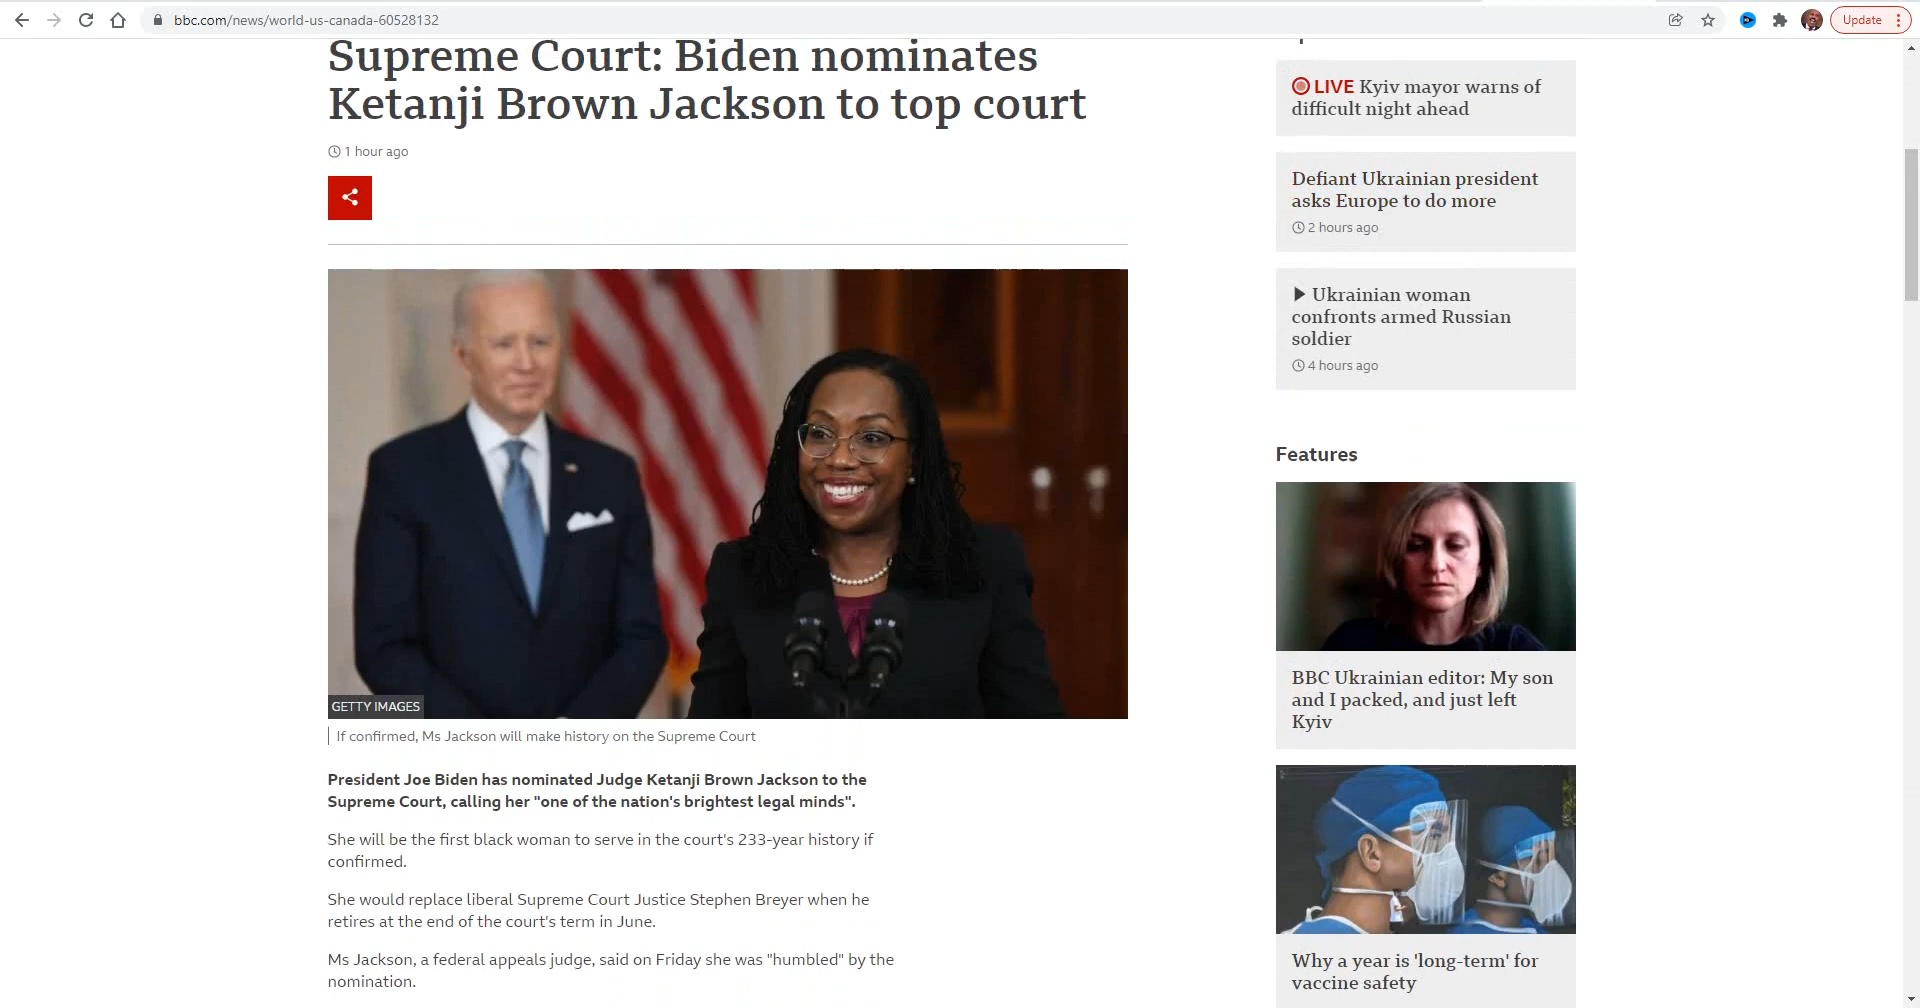 bbc.com/news/world-us-canada-60528132
Update
Supreme Court: Biden nominates
Ketanji Brown Jackson to top court
1 hour ago
GETTY IMAGES
If confirmed, Ms Jackson will make history on the Supreme Court
President Joe Biden has nominated Judge Ketanji Brown Jackson to the
Supreme Court, calling her "one of the nation's brightest legal minds".
She will be the first black woman to serve in the court's 233-year history if
confirmed.
She would replace liberal Supreme Court Justice Stephen Breyer when he
retires at the end of the court's term in June.
Ms Jackson, a federal appeals judge, said on Friday she was "humbled" by the
nomination.
LIVE Kyiv mayor warns of
difficult night ahead
Defiant Ukrainian president
asks Europe to do more
2 hours ago
Ukrainian woman
confronts armed Russian
soldier
4 hours ago
Features
BBC Ukrainian editor: My son
and I packed, and just left
Kyiv
Why a year is 'long-term' for
vaccine safety